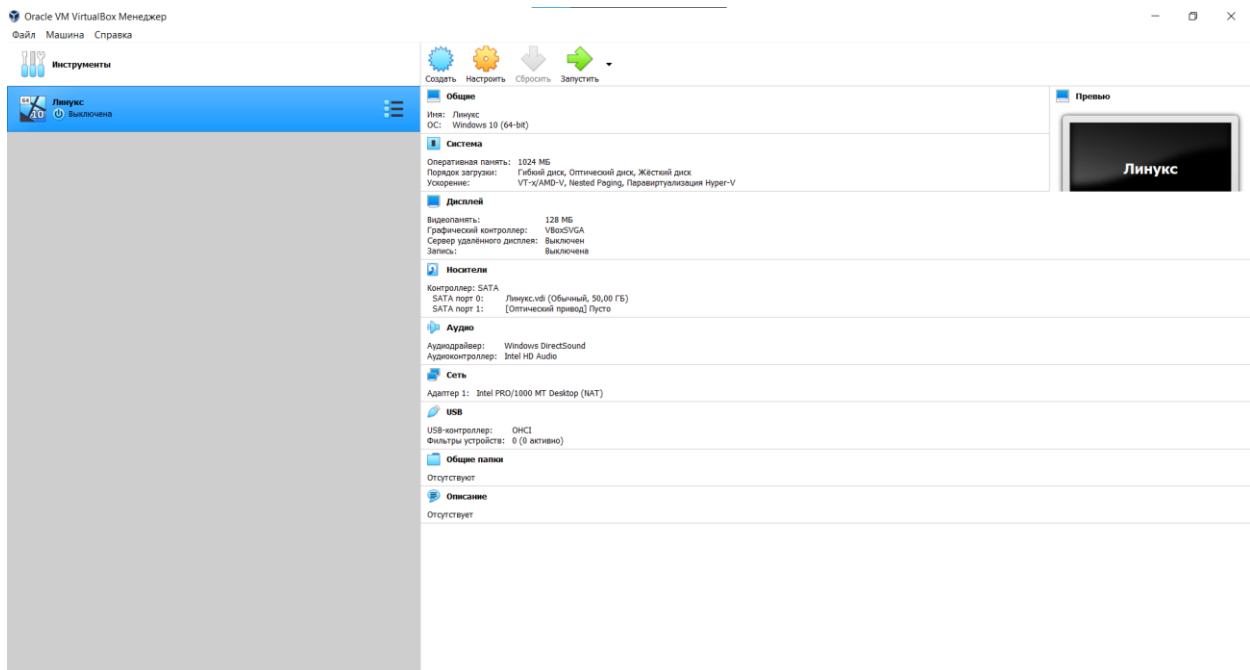 Oracle VM VirtualBox Менеджер
Файл Машина Справка
Инструменты
64
10
Линукс
Выключена
Создать Настроить Сбросить Запустить
Общие
Имя: Линукс
ОС: Windows 10 (64-bit)
Система
Оперативная память: 1024 МБ
Порядок загрузки: Гибкий диск, Оптический диск, Жёсткий диск
Ускорение: VT-x/AMD-V, Nested Paging, Паравиртуализация Hyper-V
Превью
Линукс
Дисплей
Видеопамять: 128 МБ
Графический контроллер: VBoxSVGA
Сервер удалённого дисплея: Выключен
Запись: Выключена
Носители
Контроллер: SATA
SATA порт 0: Линукс.vdi (Обычный, 50,00 ГБ)
SATA порт 1: [Оптический привод] Пусто
Аудио
Аудиодрайвер: Windows DirectSound
Аудиоконтроллер: Intel HD Audio
Сеть
Адаптер 1: Intel PRO/1000 MT Desktop (NAT)
USB
USB-контроллер: OHCI
Фильтры устройств: 0 (0 активно)
Общие папки
Отсутствуют
Описание
Отсутствует